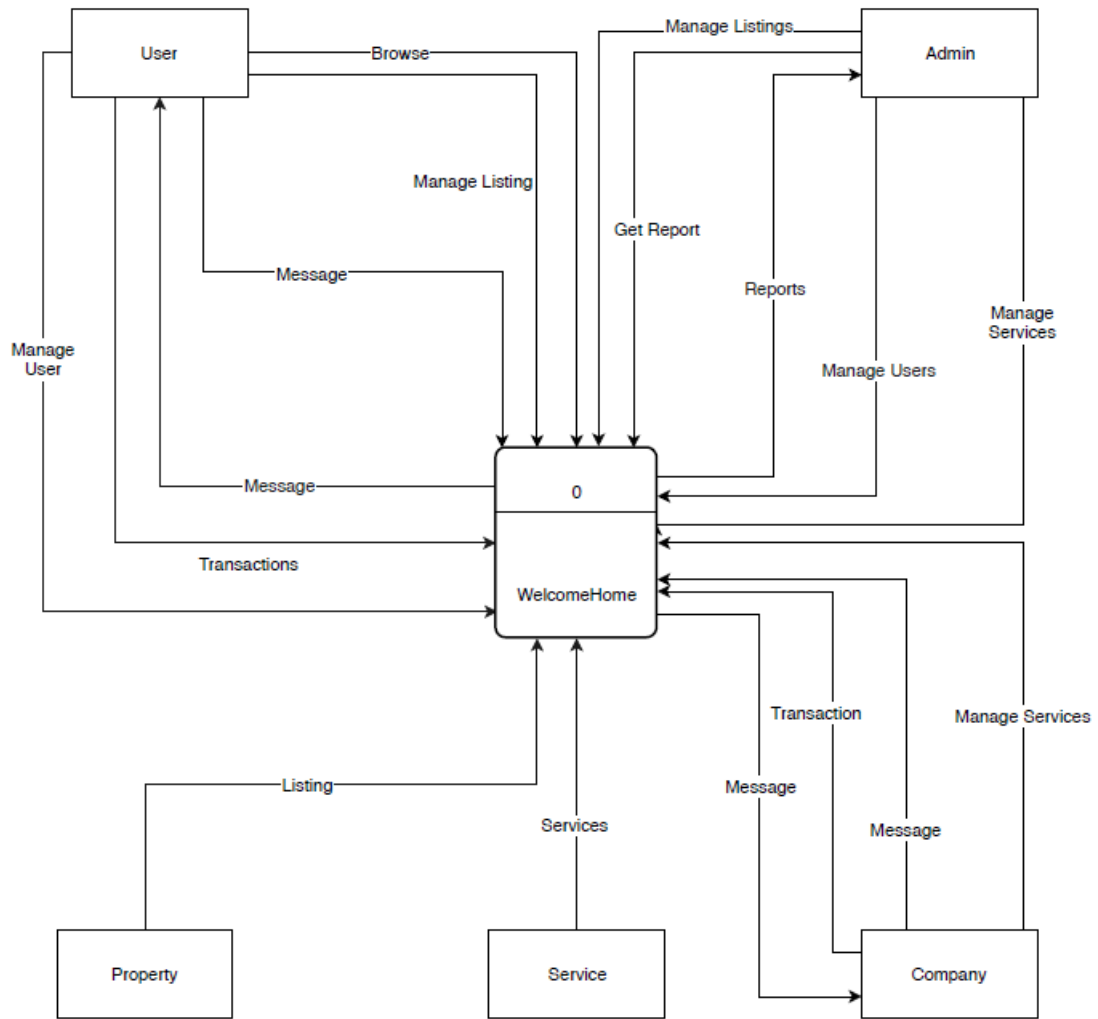 Manage Listings
User
Browse
Admin
Manage Listing
Get Report
Message
Reports
Manage
Services
Manage
User
Manage Users
Message
0
Transactions
WelcomeHome
Transaction
Manage Services
Listing
Message
Services
Message
Property
Service
Company